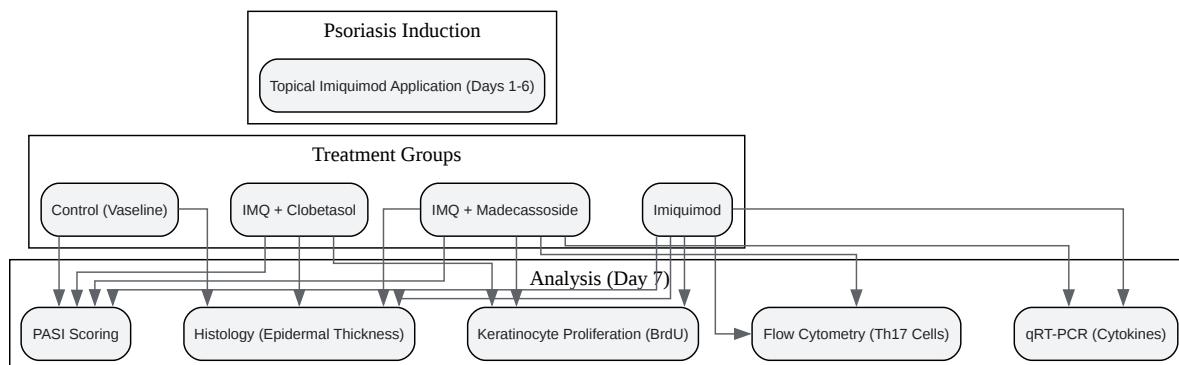 Psoriasis Induction
Topical Imiquimod Application (Days 1-6)
Treatment Groups
Control (Vaseline)
IMQ + Clobetasol
IMQ + Madecassoside
Imiquimod
Analysis (Day 7)
PASI Scoring
Histology (Epidermal Thickness)
Keratinocyte Proliferation (BrdU)
Flow Cytometry (Th17 Cells)
qRT-PCR (Cytokines)